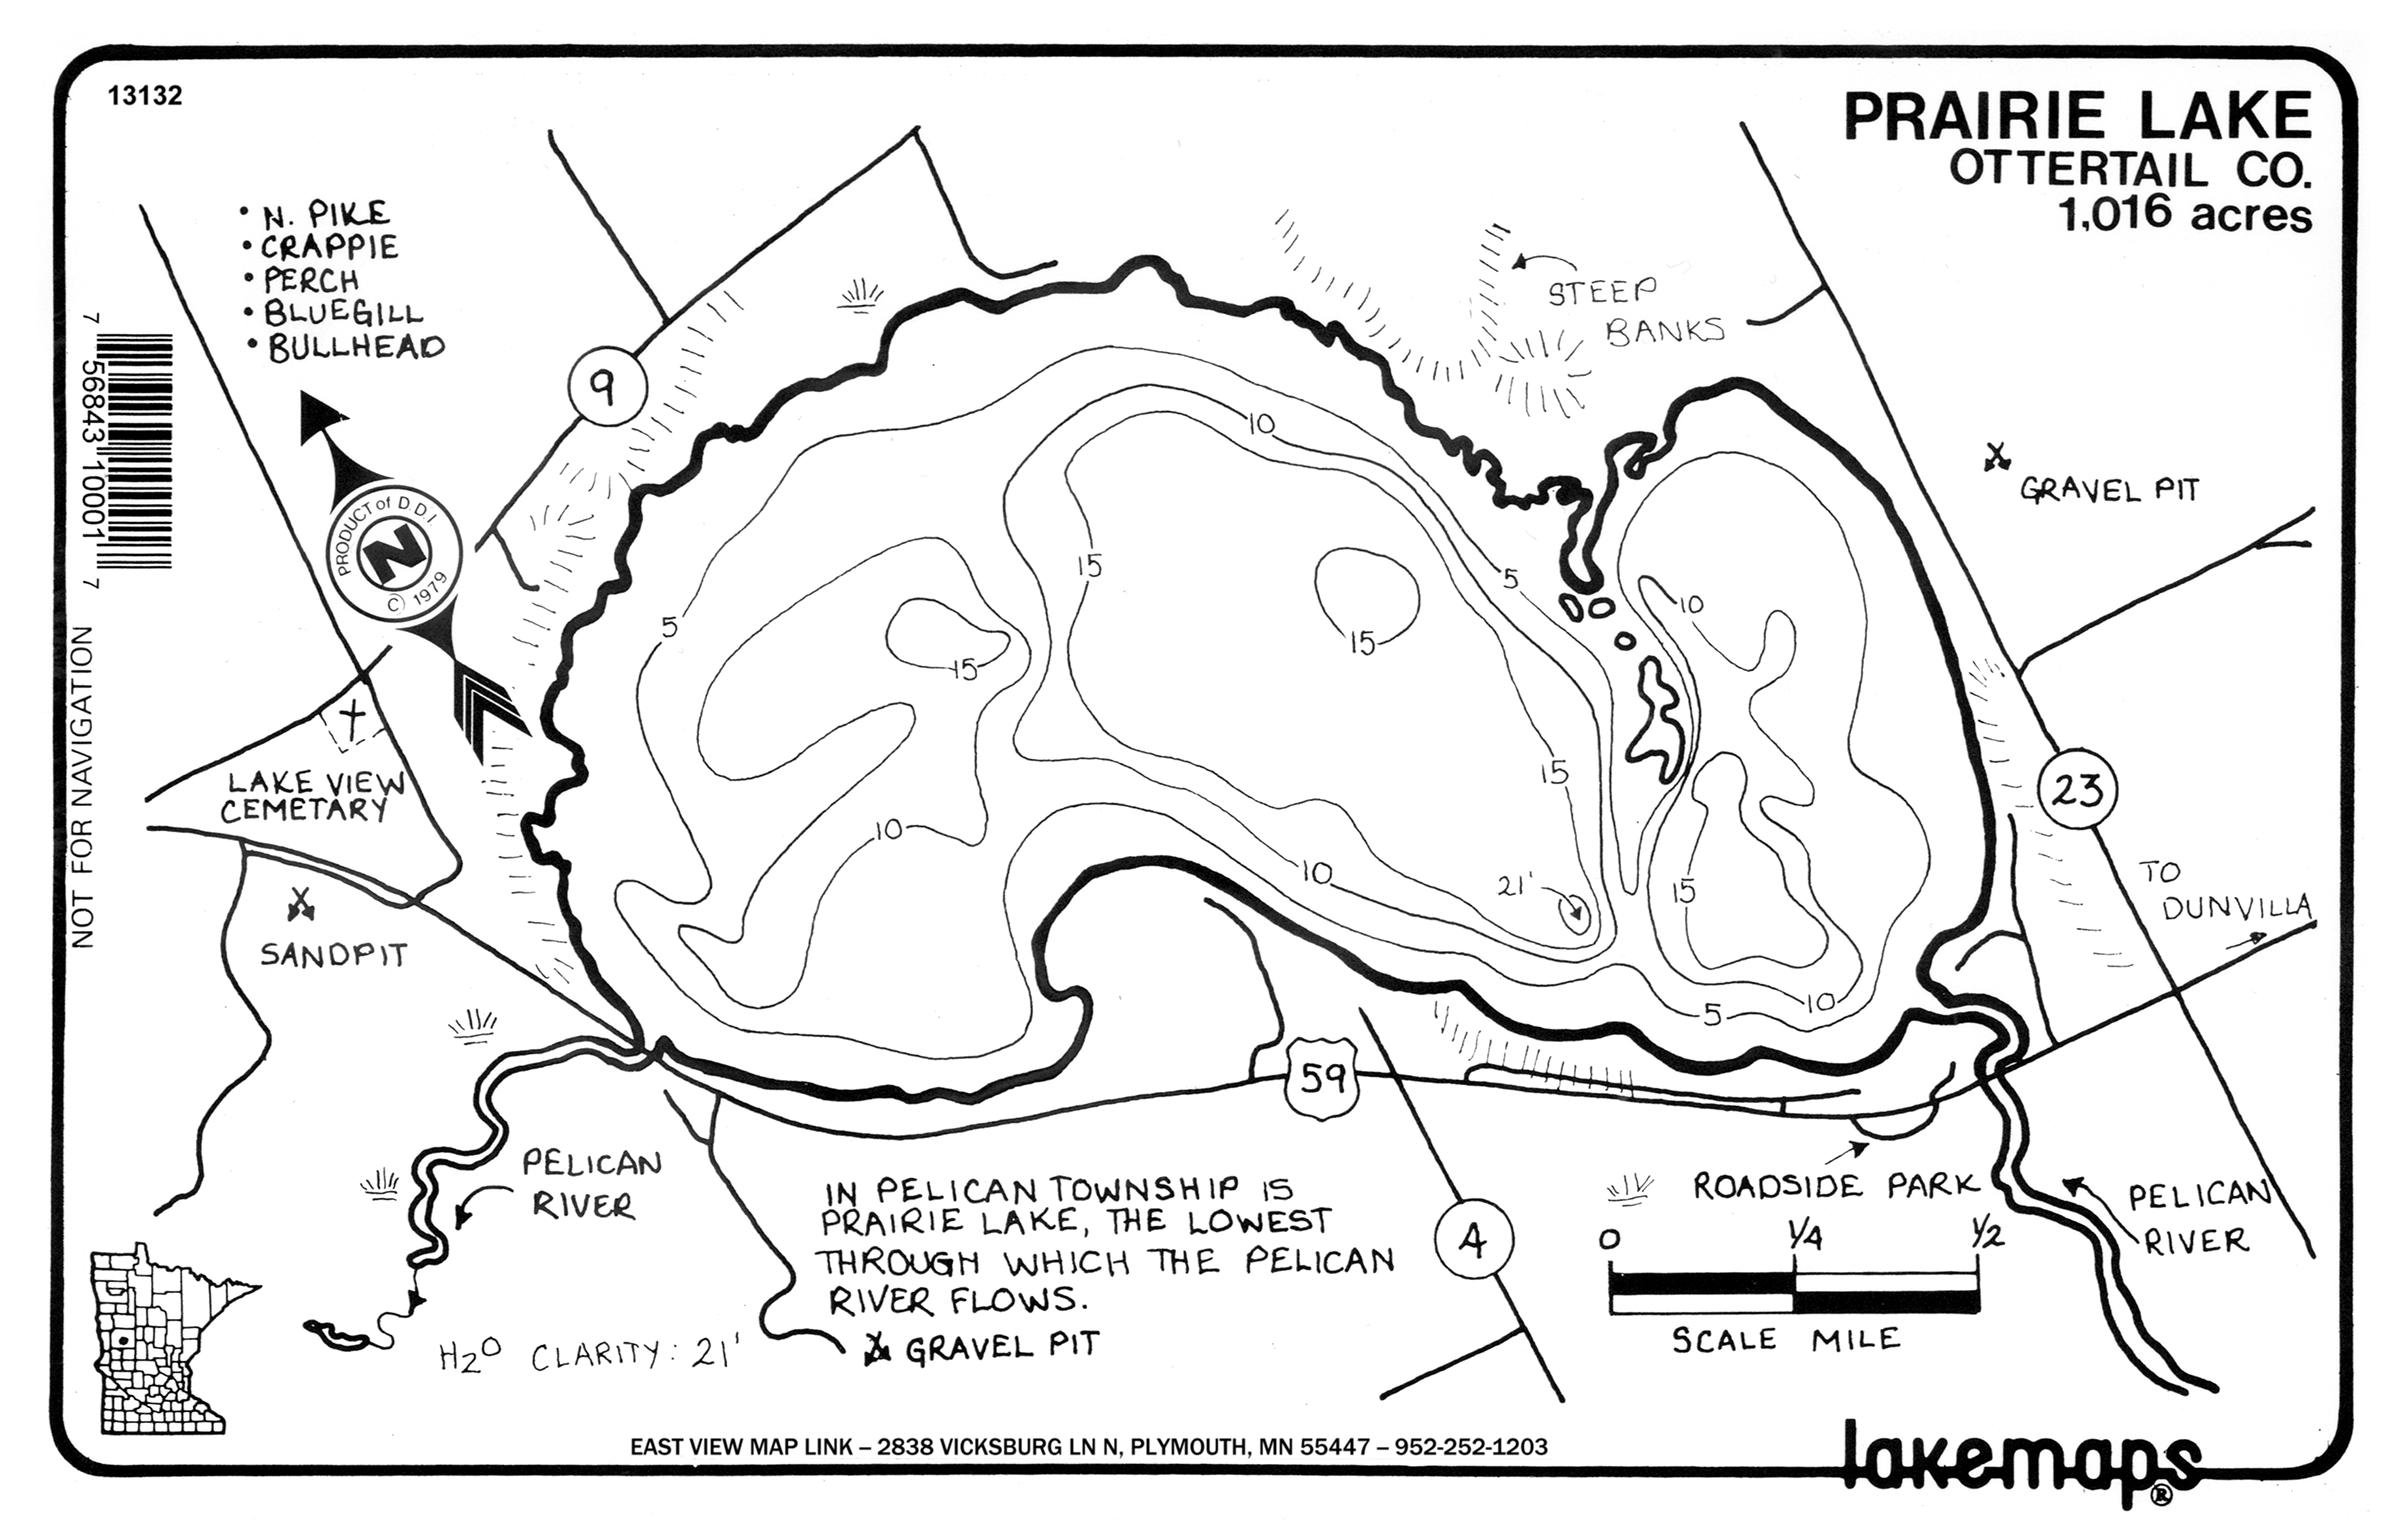 13132
PRAIRIE LAKE
OTTERTAIL CO.
1,016 acres
• N. PIKE
• CRAPPIE
• PERCH
• BLUEGILL
• BULLHEAD
STEEP
BANKS
9
10
GRAVEL PIT
7 56843 10001 7
PRODUCT of D.D.I.
N
© 1979
15
5
10
5
15
15
NOT FOR NAVIGATION
LAKE VIEW
CEMETARY
15
23
10
10
21'
15
TO
DUNVILLA
SANDPIT
5
10
59
PELICAN
RIVER
IN PELICAN TOWNSHIP IS
PRAIRIE LAKE, THE LOWEST
THROUGH WHICH THE PELICAN
RIVER FLOWS.
4
ROADSIDE PARK
PELICAN
RIVER
0 1/4 1/2
SCALE MILE
H2O CLARITY: 21'
GRAVEL PIT
EAST VIEW MAP LINK – 2838 VICKSBURG LN N, PLYMOUTH, MN 55447 – 952-252-1203
lakemaps®